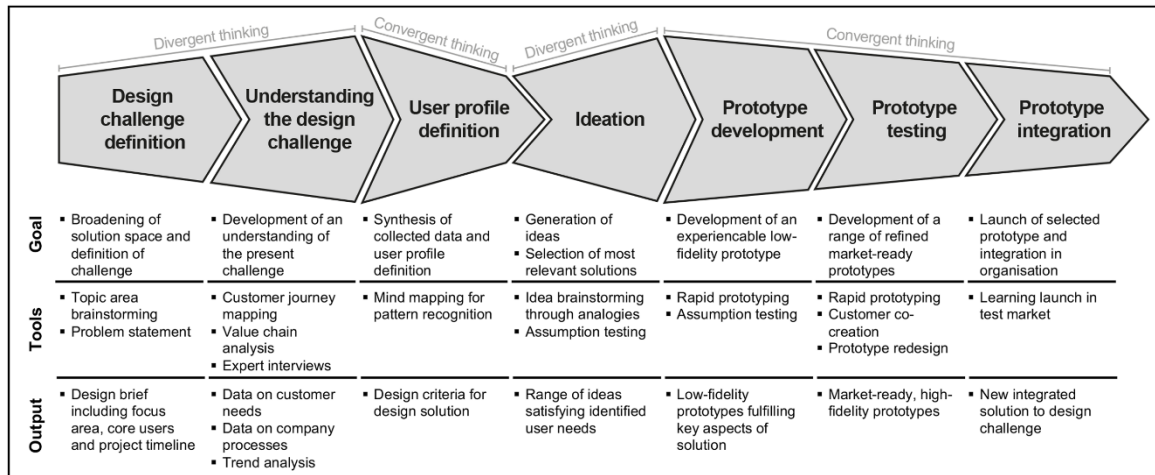 Divergent thinking
Convergent thinking
Divergent thinking
Convergent thinking
Design
challenge
definition
Understanding
the design
challenge
User profile
definition
Ideation
Prototype
development
Prototype
testing
Prototype
integration
Goal
▪ Broadening of
solution space and
definition of
challenge
▪ Development of an
understanding of
the present
challenge
▪ Synthesis of
collected data and
user profile
definition
▪ Generation of
ideas
▪ Selection of most
relevant solutions
▪ Development of an
experiencable low-
fidelity prototype
▪ Development of a
range of refined
market-ready
prototypes
▪ Launch of selected
prototype and
integration in
organisation
Tools
▪ Topic area
brainstorming
▪ Problem statement
▪ Customer journey
mapping
▪ Value chain
analysis
▪ Expert interviews
▪ Mind mapping for
pattern recognition
▪ Idea brainstorming
through analogies
▪ Assumption testing
▪ Rapid prototyping
▪ Assumption testing
▪ Rapid prototyping
▪ Customer co-
creation
▪ Prototype redesign
▪ Learning launch in
test market
Output
▪ Design brief
including focus
area, core users
and project timeline
▪ Data on customer
needs
▪ Data on company
processes
▪ Trend analysis
▪ Design criteria for
design solution
▪ Range of ideas
satisfying identified
user needs
▪ Low-fidelity
prototypes fulfilling
key aspects of
solution
▪ Market-ready, high-
fidelity prototypes
▪ New integrated
solution to design
challenge